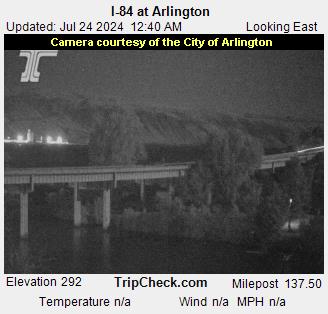 I-84 at Arlington
Updated: Jul 24 2024 12:40 AM Looking East
Camera courtesy of the City of Arlington
Elevation 292 TripCheck.com Milepost 137.50
Temperature n/a Wind n/a MPH n/a